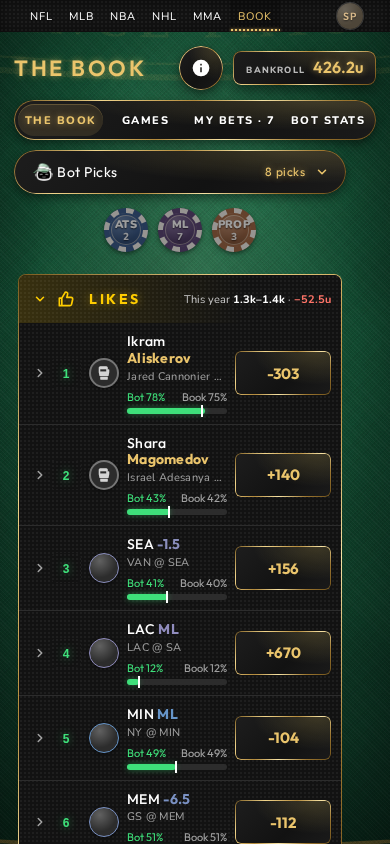 NFL MLB NBA NHL MMA BOOK SP
THE BOOK
BANKROLL 426.2u
THE BOOK GAMES MY BETS · 7 BOT STATS
Bot Picks 8 picks
ATS
2
ML
7
PROP
3
LIKES This year 1.3k–1.4k · −52.5u
Ikram
Aliskerov
1
-303
Jared Cannonier ...
Bot 78% Book 75%
Shara
Magomedov
2
+140
Israel Adesanya ...
Bot 43% Book 42%
SEA -1.5
3
+156
VAN @ SEA
Bot 41% Book 40%
LAC ML
4
+670
LAC @ SA
Bot 12% Book 12%
MIN ML
5
-104
NY @ MIN
Bot 49% Book 49%
MEM -6.5
6
-112
GS @ MEM
Bot 51% Book 51%